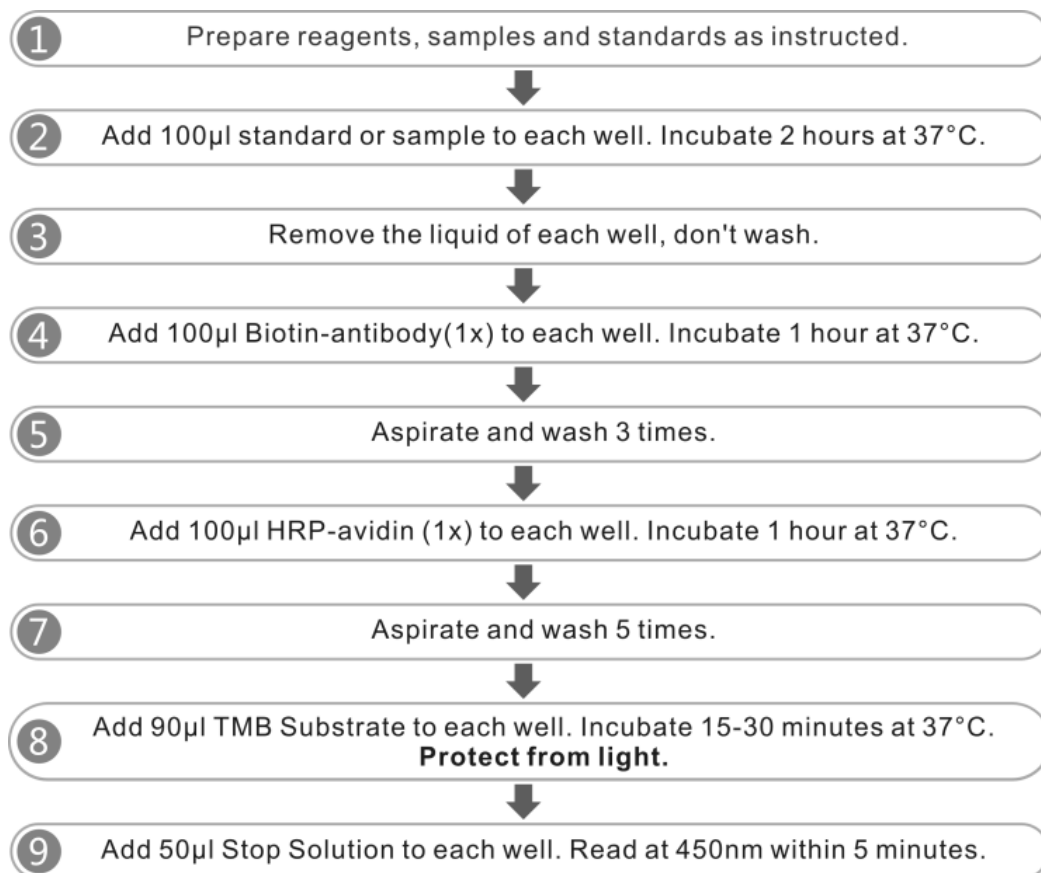 1 Prepare reagents, samples and standards as instructed.
2 Add 100µl standard or sample to each well. Incubate 2 hours at 37°C.
3 Remove the liquid of each well, don't wash.
4 Add 100µl Biotin-antibody(1x) to each well. Incubate 1 hour at 37°C.
5 Aspirate and wash 3 times.
6 Add 100µl HRP-avidin (1x) to each well. Incubate 1 hour at 37°C.
7 Aspirate and wash 5 times.
8 Add 90µl TMB Substrate to each well. Incubate 15-30 minutes at 37°C.
Protect from light.
9 Add 50µl Stop Solution to each well. Read at 450nm within 5 minutes.